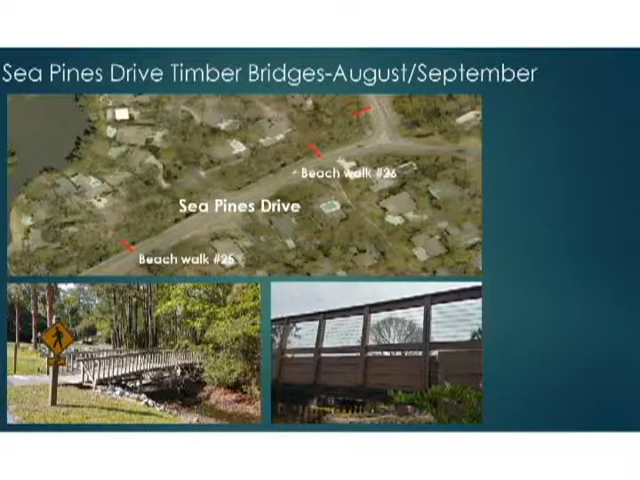 Sea Pines Drive Timber Bridges-August/September
Beach walk #26
Sea Pines Drive
Beach walk #25